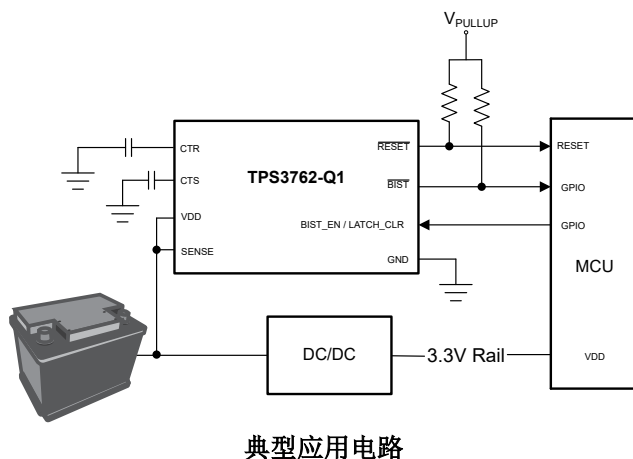 VPULLUP
CTR
CTS
VDD
SENSE
TPS3762-Q1
RESET
BIST
BIST_EN / LATCH_CLR
GND
RESET
GPIO
GPIO
MCU
VDD
DC/DC
3.3V Rail
典型应用电路